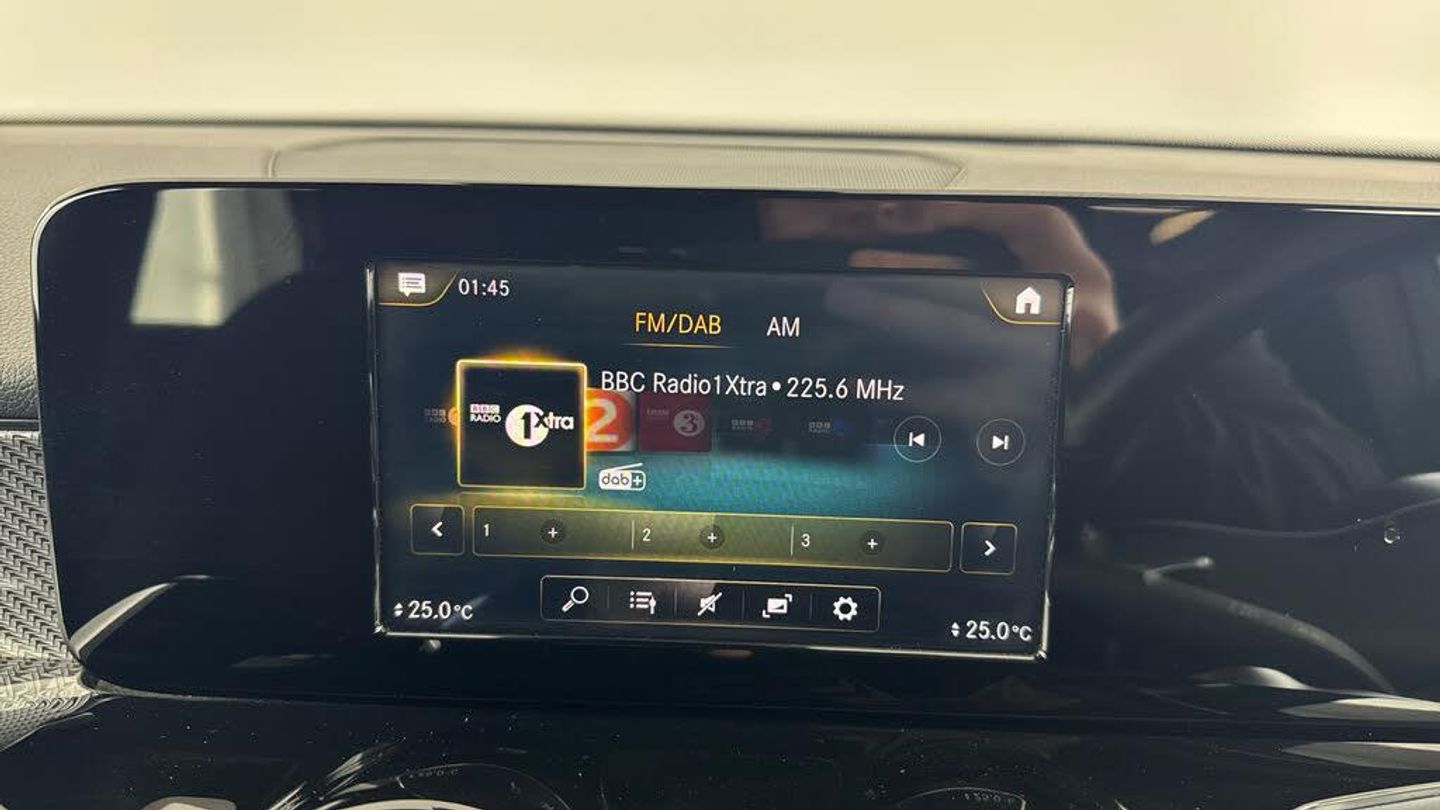 01:45
FM/DAB AM
BBC Radio1Xtra • 225.6 MHz
BBC
RADIO
1Xtra
2
3
dab+
1 + 2 + 3 +
25.0°C
25.0°C